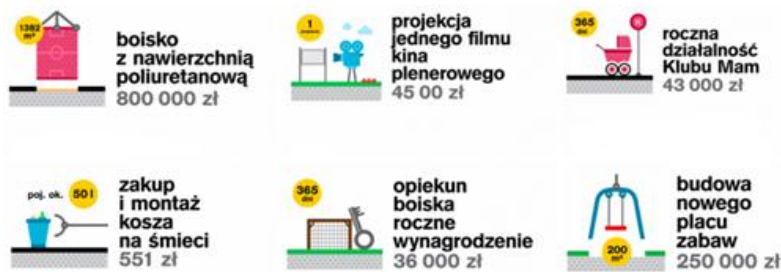 1382
m²
boisko
z nawierzchnią
poliuretanową
800 000 zł
1
projekcja
jednego filmu
kina
plenerowego
45 00 zł
365
dni
roczna
działalność
Klubu Mam
43 000 zł
poj. ok. 50 l
zakup
i montaż
kosza
na śmieci
551 zł
365
dni
opiekun
boiska
roczne
wynagrodzenie
36 000 zł
200
m²
budowa
nowego
placu
zabaw
250 000 zł